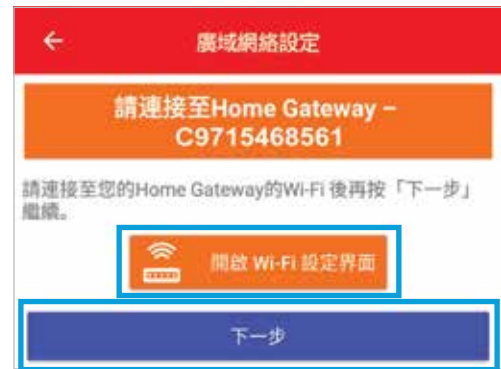 廣域網絡設定
請連接至Home Gateway –
C9715468561
請連接至您的Home Gateway的Wi-Fi 後再按「下一步」
繼續。
開啟 Wi-Fi 設定界面
下一步